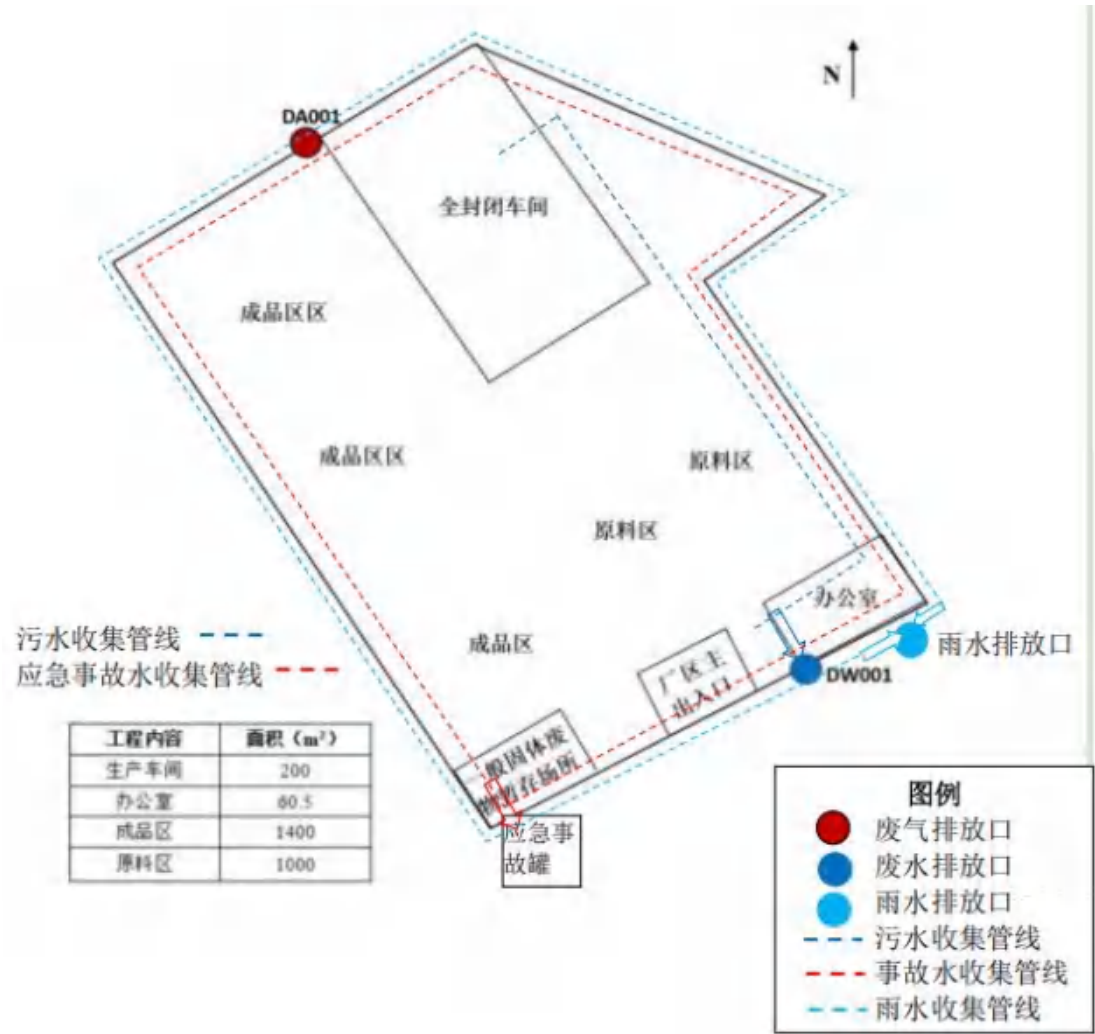 N
DA001
全封闭车间
成品区区
成品区区
原料区
原料区
办公室
污水收集管线
应急事故水收集管线
成品区
雨水排放口
厂区主
出入口
DW001
工程内容 面积（m²）
生产车间 200
办公室 60.5
成品区 1400
原料区 1000
一般固体废
物暂存场所
应急事
故罐
图例
废气排放口
废水排放口
雨水排放口
污水收集管线
事故水收集管线
雨水收集管线